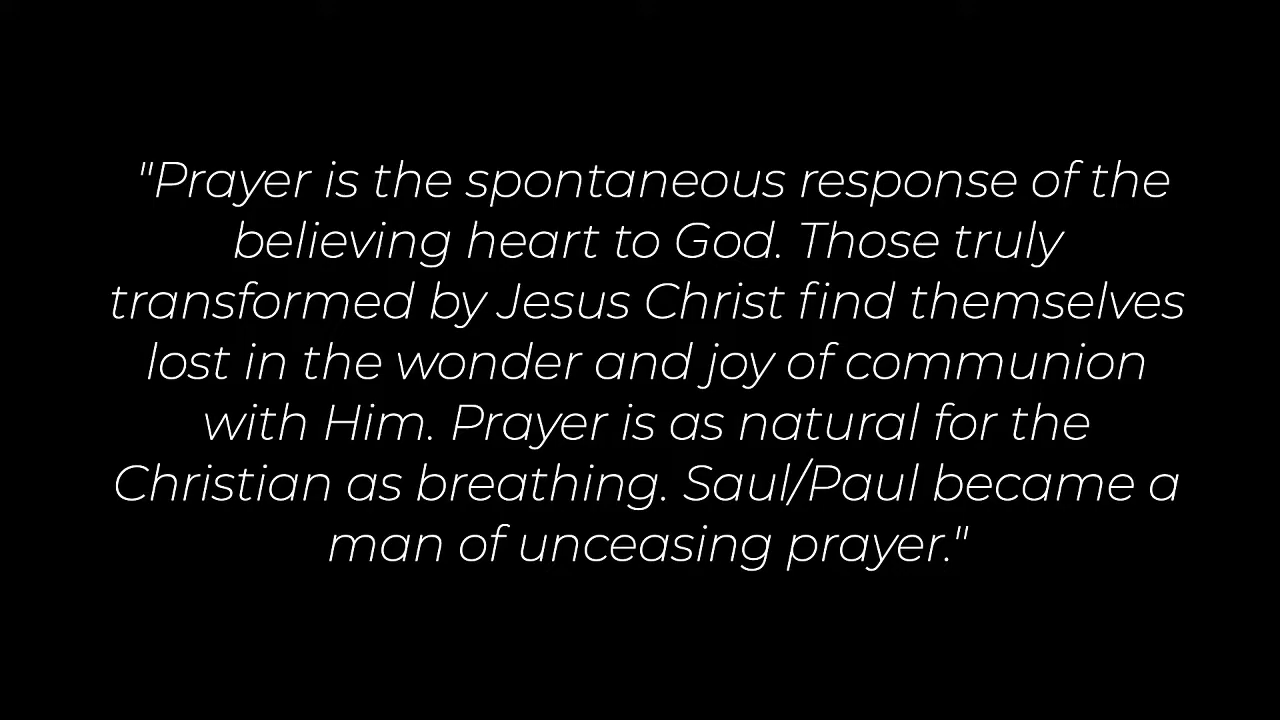 "Prayer is the spontaneous response of the
believing heart to God. Those truly
transformed by Jesus Christ find themselves
lost in the wonder and joy of communion
with Him. Prayer is as natural for the
Christian as breathing. Saul/Paul became a
man of unceasing prayer."